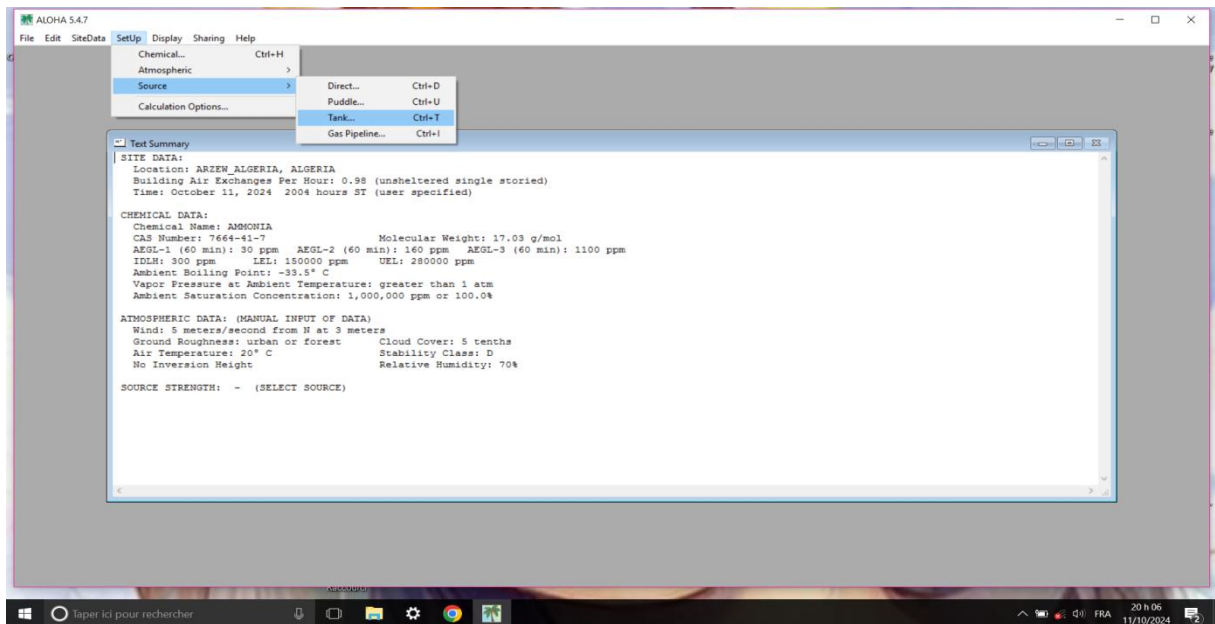 ALOHA 5.4.7
File Edit SiteData SetUp Display Sharing Help
Chemical... Ctrl+H
Atmospheric >
Source >
Calculation Options...
Direct... Ctrl+D
Puddle... Ctrl+U
Tank... Ctrl+T
Gas Pipeline... Ctrl+I
Text Summary
SITE DATA:
Location: ARZEW_ALGERIA, ALGERIA
Building Air Exchanges Per Hour: 0.98 (unsheltered single storied)
Time: October 11, 2024 2004 hours ST (user specified)
CHEMICAL DATA:
Chemical Name: AMMONIA
CAS Number: 7664-41-7 Molecular Weight: 17.03 g/mol
AEGL-1 (60 min): 30 ppm AEGL-2 (60 min): 160 ppm AEGL-3 (60 min): 1100 ppm
IDLH: 300 ppm LEL: 150000 ppm UEL: 280000 ppm
Ambient Boiling Point: -33.5° C
Vapor Pressure at Ambient Temperature: greater than 1 atm
Ambient Saturation Concentration: 1,000,000 ppm or 100.0%
ATMOSPHERIC DATA: (MANUAL INPUT OF DATA)
Wind: 5 meters/second from N at 3 meters
Ground Roughness: urban or forest Cloud Cover: 5 tenths
Air Temperature: 20° C Stability Class: D
No Inversion Height Relative Humidity: 70%
SOURCE STRENGTH: - (SELECT SOURCE)
Taper ici pour rechercher
FRA
20 h 06
11/10/2024
2